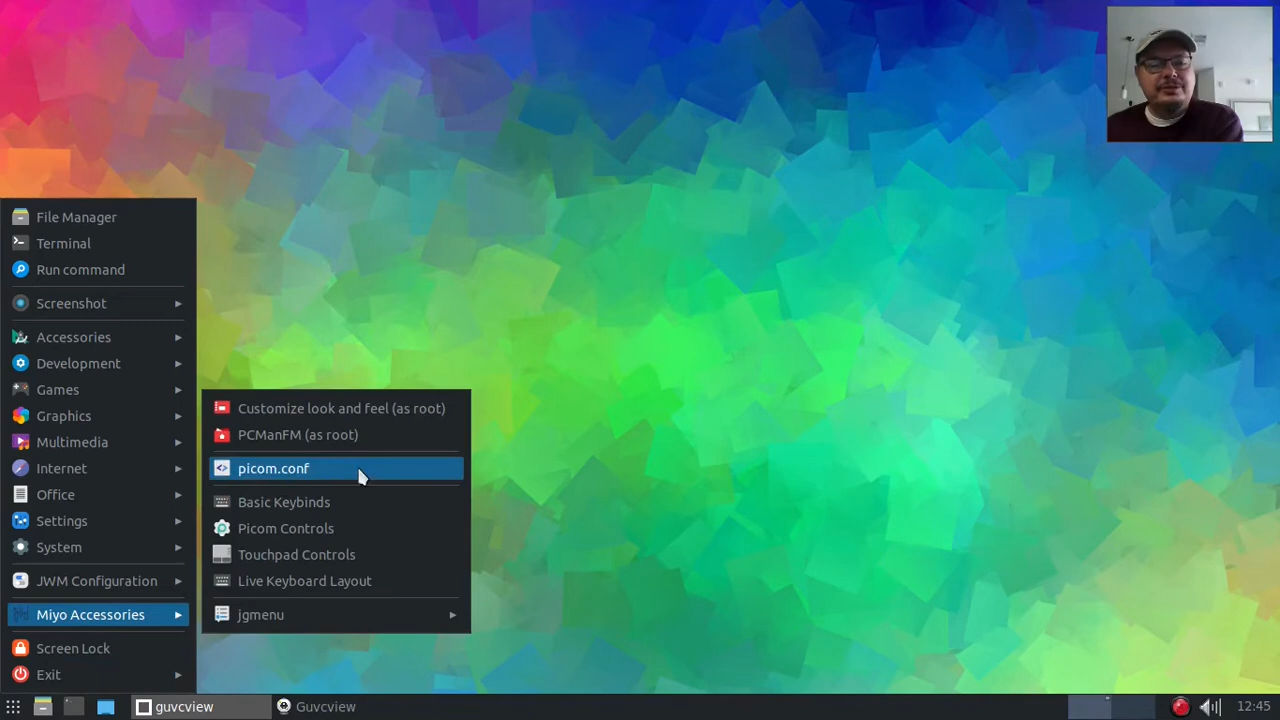 File Manager
Terminal
Run command
Screenshot
Accessories
Development
Games
Graphics
Multimedia
Internet
Office
Settings
System
JWM Configuration
Miyo Accessories
Screen Lock
Exit
Customize look and feel (as root)
PCManFM (as root)
picom.conf
Basic Keybinds
Picom Controls
Touchpad Controls
Live Keyboard Layout
jgmenu
guvcview
Guvcview
12:45